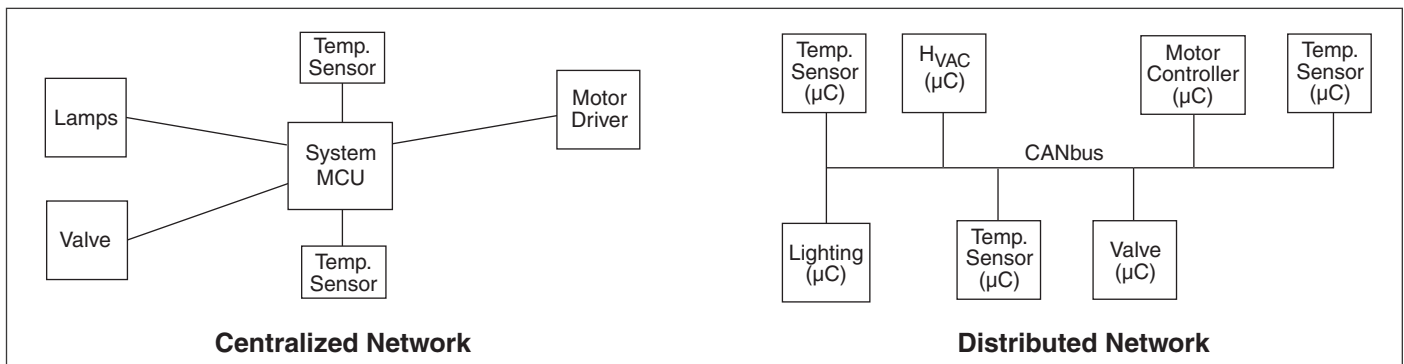 Temp.
Sensor
Lamps
Motor
Driver
System
MCU
Valve
Temp.
Sensor
Centralized Network
Temp.
Sensor
(µC)
HVAC
(µC)
Motor
Controller
(µC)
Temp.
Sensor
(µC)
CANbus
Lighting
(µC)
Temp.
Sensor
(µC)
Valve
(µC)
Distributed Network